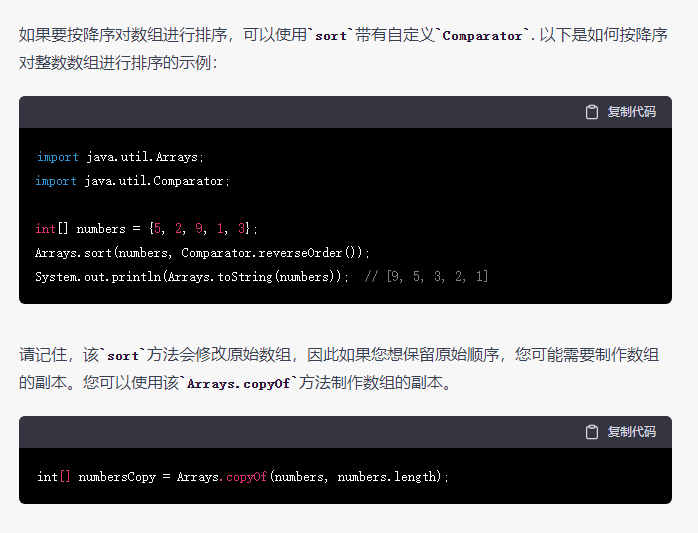 如果要按降序对数组进行排序，可以使用`sort`带有自定义`Comparator`. 以下是如何按降序
对整数数组进行排序的示例：
复制代码
import java.util.Arrays;
import java.util.Comparator;
int[] numbers = {5, 2, 9, 1, 3};
Arrays.sort(numbers, Comparator.reverseOrder());
System.out.println(Arrays.toString(numbers));  // [9, 5, 3, 2, 1]
请记住，该`sort`方法会修改原始数组，因此如果您想保留原始顺序，您可能需要制作数组
的副本。您可以使用该`Arrays.copyOf`方法制作数组的副本。
复制代码
int[] numbersCopy = Arrays.copyOf(numbers, numbers.length);